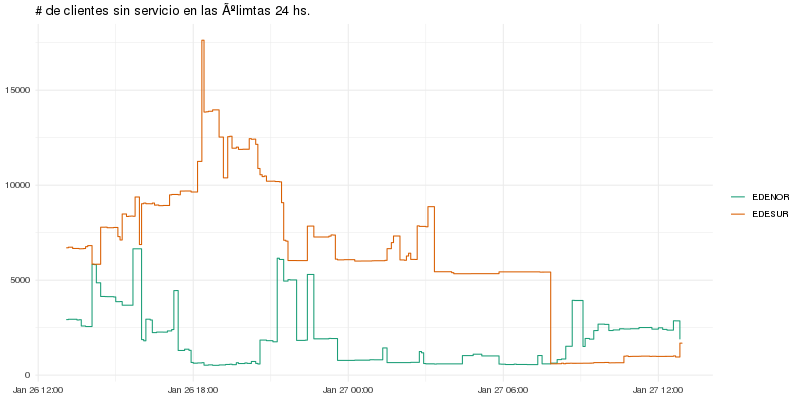 # de clientes sin servicio en las Ãºlimtas 24 hs.
15000
10000
5000
0
Jan 26 12:00
Jan 26 18:00
Jan 27 00:00
Jan 27 06:00
Jan 27 12:00
EDENOR
EDESUR